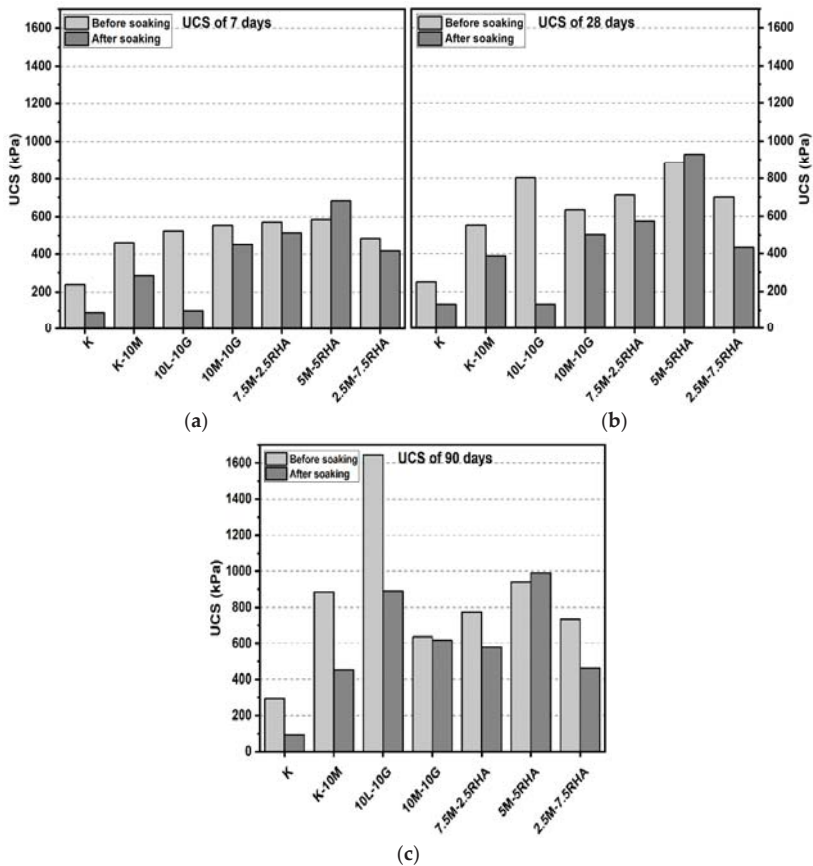 UCS of 7 days
Before soaking
After soaking
UCS (kPa)
1600
1400
1200
1000
800
600
400
200
0
K
K-10M
10L-10G
10M-10G
7.5M-2.5RHA
5M-5RHA
2.5M-7.5RHA
(a)
UCS of 28 days
Before soaking
After soaking
1600
1400
1200
1000
800
600
400
200
0
UCS (kPa)
K
K-10M
10L-10G
10M-10G
7.5M-2.5RHA
5M-5RHA
2.5M-7.5RHA
(b)
UCS of 90 days
Before soaking
After soaking
UCS (kPa)
1600
1400
1200
1000
800
600
400
200
0
K
K-10M
10L-10G
10M-10G
7.5M-2.5RHA
5M-5RHA
2.5M-7.5RHA
(c)